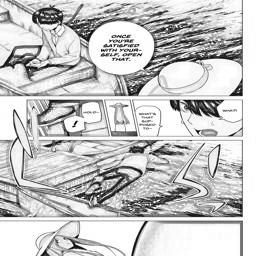 ONCE
YOU'RE
SATISFIED
WITH YOUR-
SELF, OPEN
THAT.
HOLD--
WHAT'S
THAT
SUP-
POSED
TO--
WHAT?